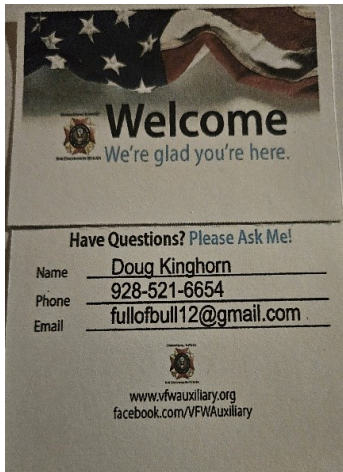 Welcome
We're glad you're here.
Have Questions? Please Ask Me!
Name Doug Kinghorn
Phone 928-521-6654
Email fullofbull12@gmail.com
www.vfwauxiliary.org
facebook.com/VFWAuxiliary